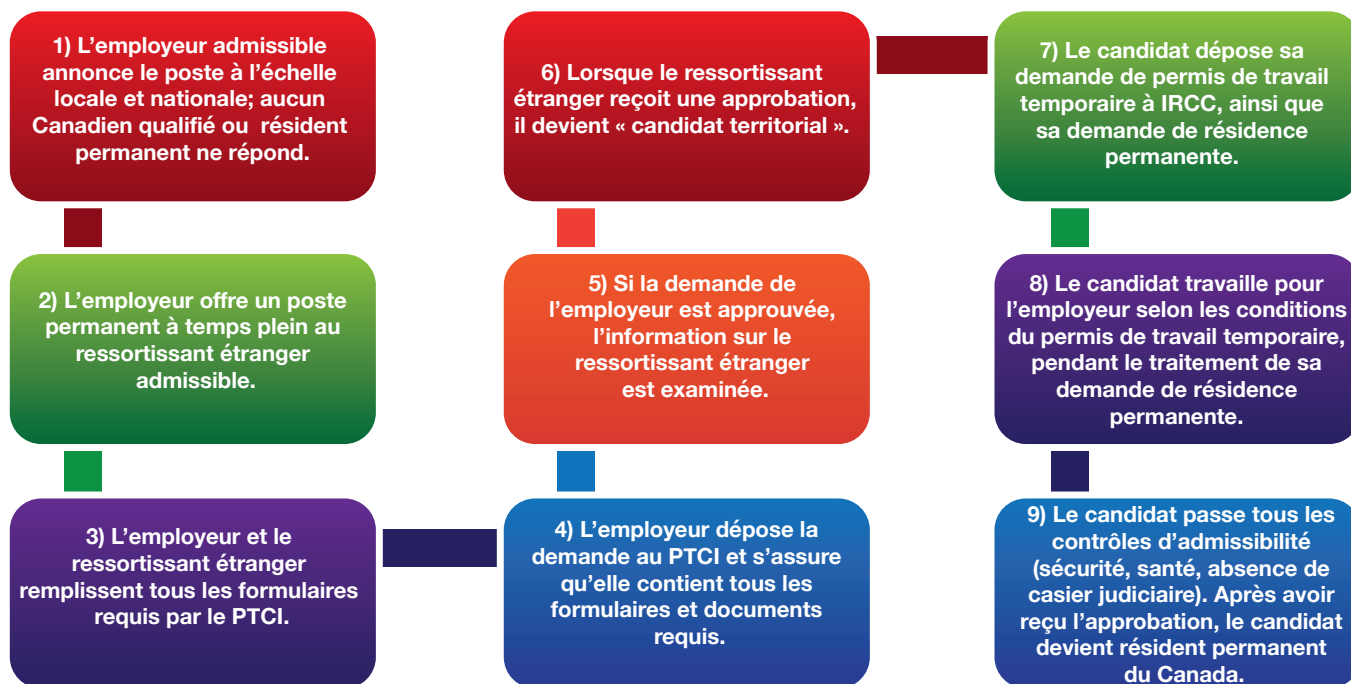 1) L’employeur admissible
annonce le poste à l’échelle
locale et nationale; aucun
Canadien qualifié ou  résident
permanent ne répond.
2) L’employeur offre un poste
permanent à temps plein au
ressortissant étranger
admissible.
3) L’employeur et le
ressortissant étranger
remplissent tous les formulaires
requis par le PTCI.
4) L’employeur dépose la
demande au PTCI et s’assure
qu’elle contient tous les
formulaires et documents
requis.
5) Si la demande de
l’employeur est approuvée,
l’information sur le
ressortissant étranger
est examinée.
6) Lorsque le ressortissant
étranger reçoit une approbation,
il devient « candidat territorial ».
7) Le candidat dépose sa
demande de permis de travail
temporaire à IRCC, ainsi que
sa demande de résidence
permanente.
8) Le candidat travaille pour
l’employeur selon les conditions
du permis de travail temporaire,
pendant le traitement de sa
demande de résidence
permanente.
9) Le candidat passe tous les
contrôles d’admissibilité
(sécurité, santé, absence de
casier judiciaire). Après avoir
reçu l’approbation, le candidat
devient résident permanent
du Canada.